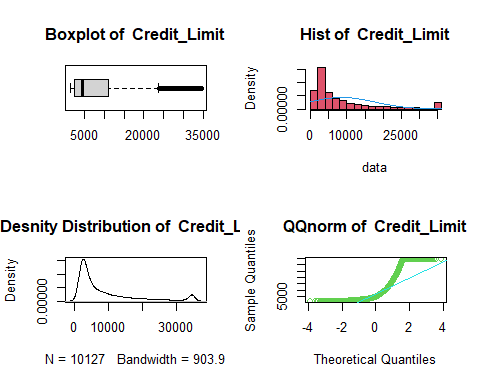 Boxplot of Credit_Limit
5000
20000
35000
Hist of Credit_Limit
Density
0.00000
0
10000
25000
data
Desnity Distribution of Credit_L
Density
0.00000
0
10000
30000
N = 10127 Bandwidth = 903.9
QQnorm of Credit_Limit
Sample Quantiles
5000
-4
-2
0
2
4
Theoretical Quantiles